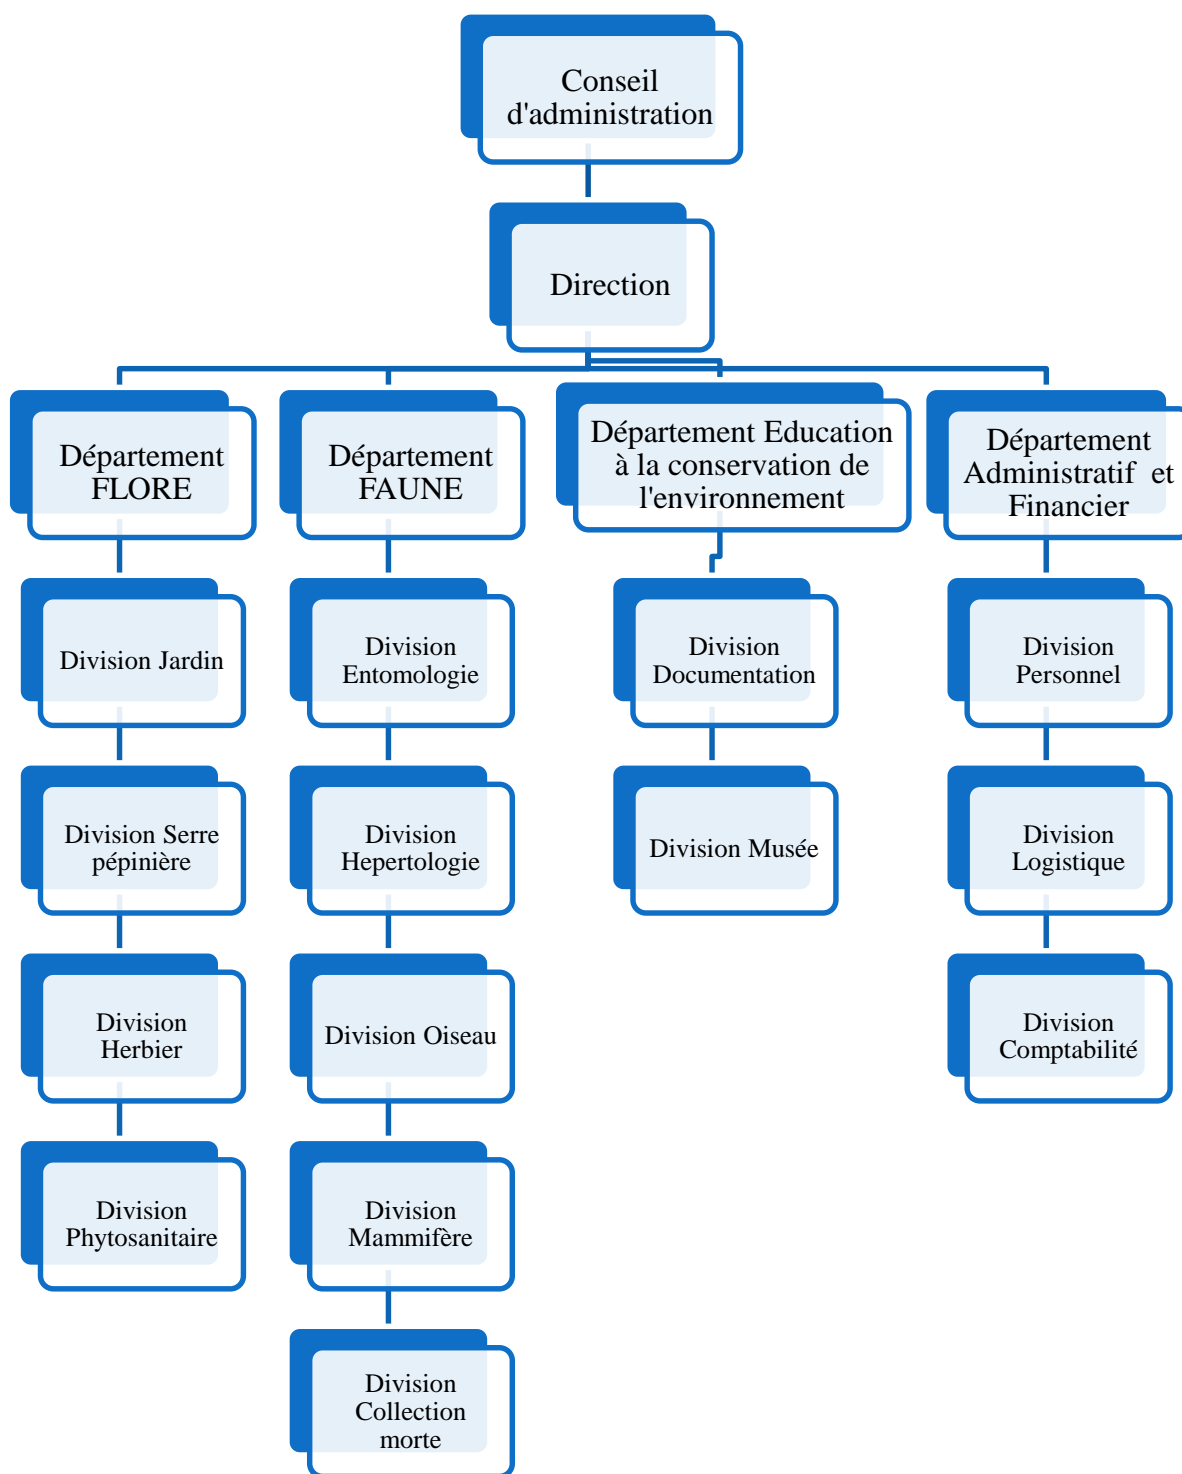 Conseil
d'administration
Direction
Département
FLORE
Département
FAUNE
Département Education
à la conservation de
l'environnement
Département
Administratif et
Financier
Division Jardin
Division
Entomologie
Division
Documentation
Division
Personnel
Division Serre
pépinière
Division
Hepertologie
Division Musée
Division
Logistique
Division
Herbier
Division Oiseau
Division
Comptabilité
Division
Phytosanitaire
Division
Mammifère
Division
Collection
morte